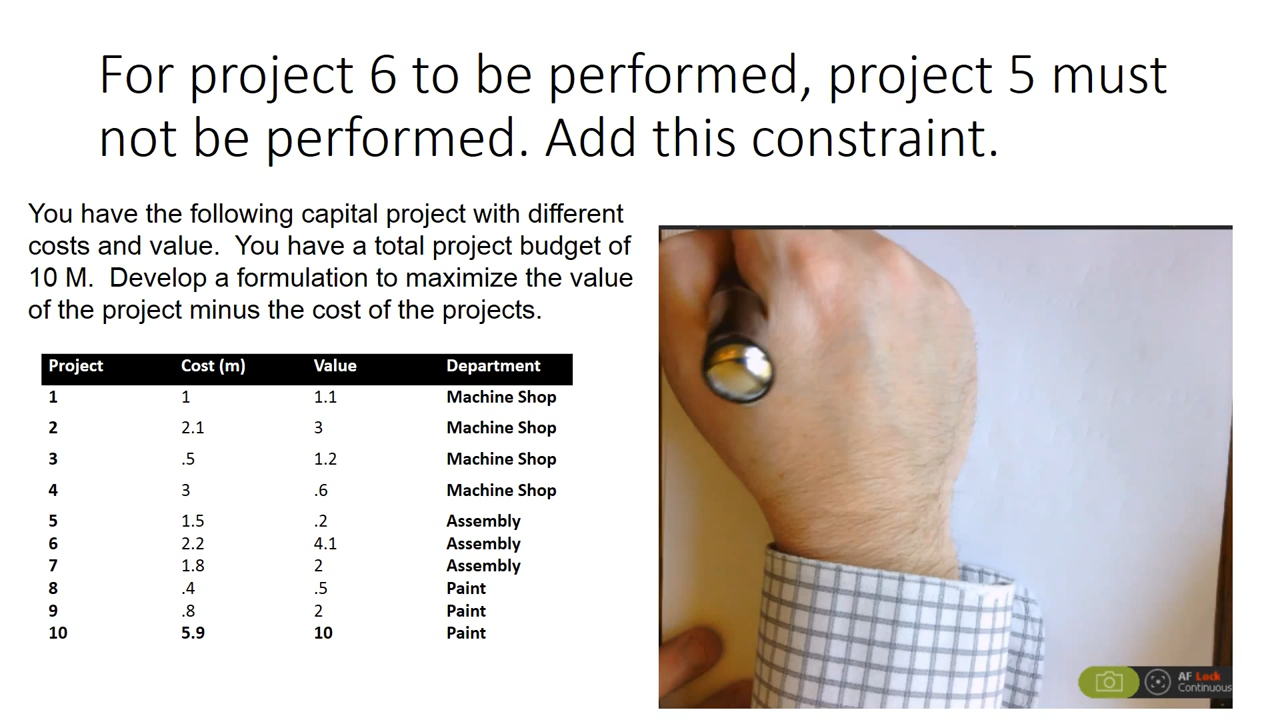 For project 6 to be performed, project 5 must
not be performed. Add this constraint.
You have the following capital project with different
costs and value. You have a total project budget of
10 M. Develop a formulation to maximize the value
of the project minus the cost of the projects.
Project Cost (m) Value Department
1 1 1.1 Machine Shop
2 2.1 3 Machine Shop
3 .5 1.2 Machine Shop
4 3 .6 Machine Shop
5 1.5 .2 Assembly
6 2.2 4.1 Assembly
7 1.8 2 Assembly
8 .4 .5 Paint
9 .8 2 Paint
10 5.9 10 Paint
AF Lock
Continuous